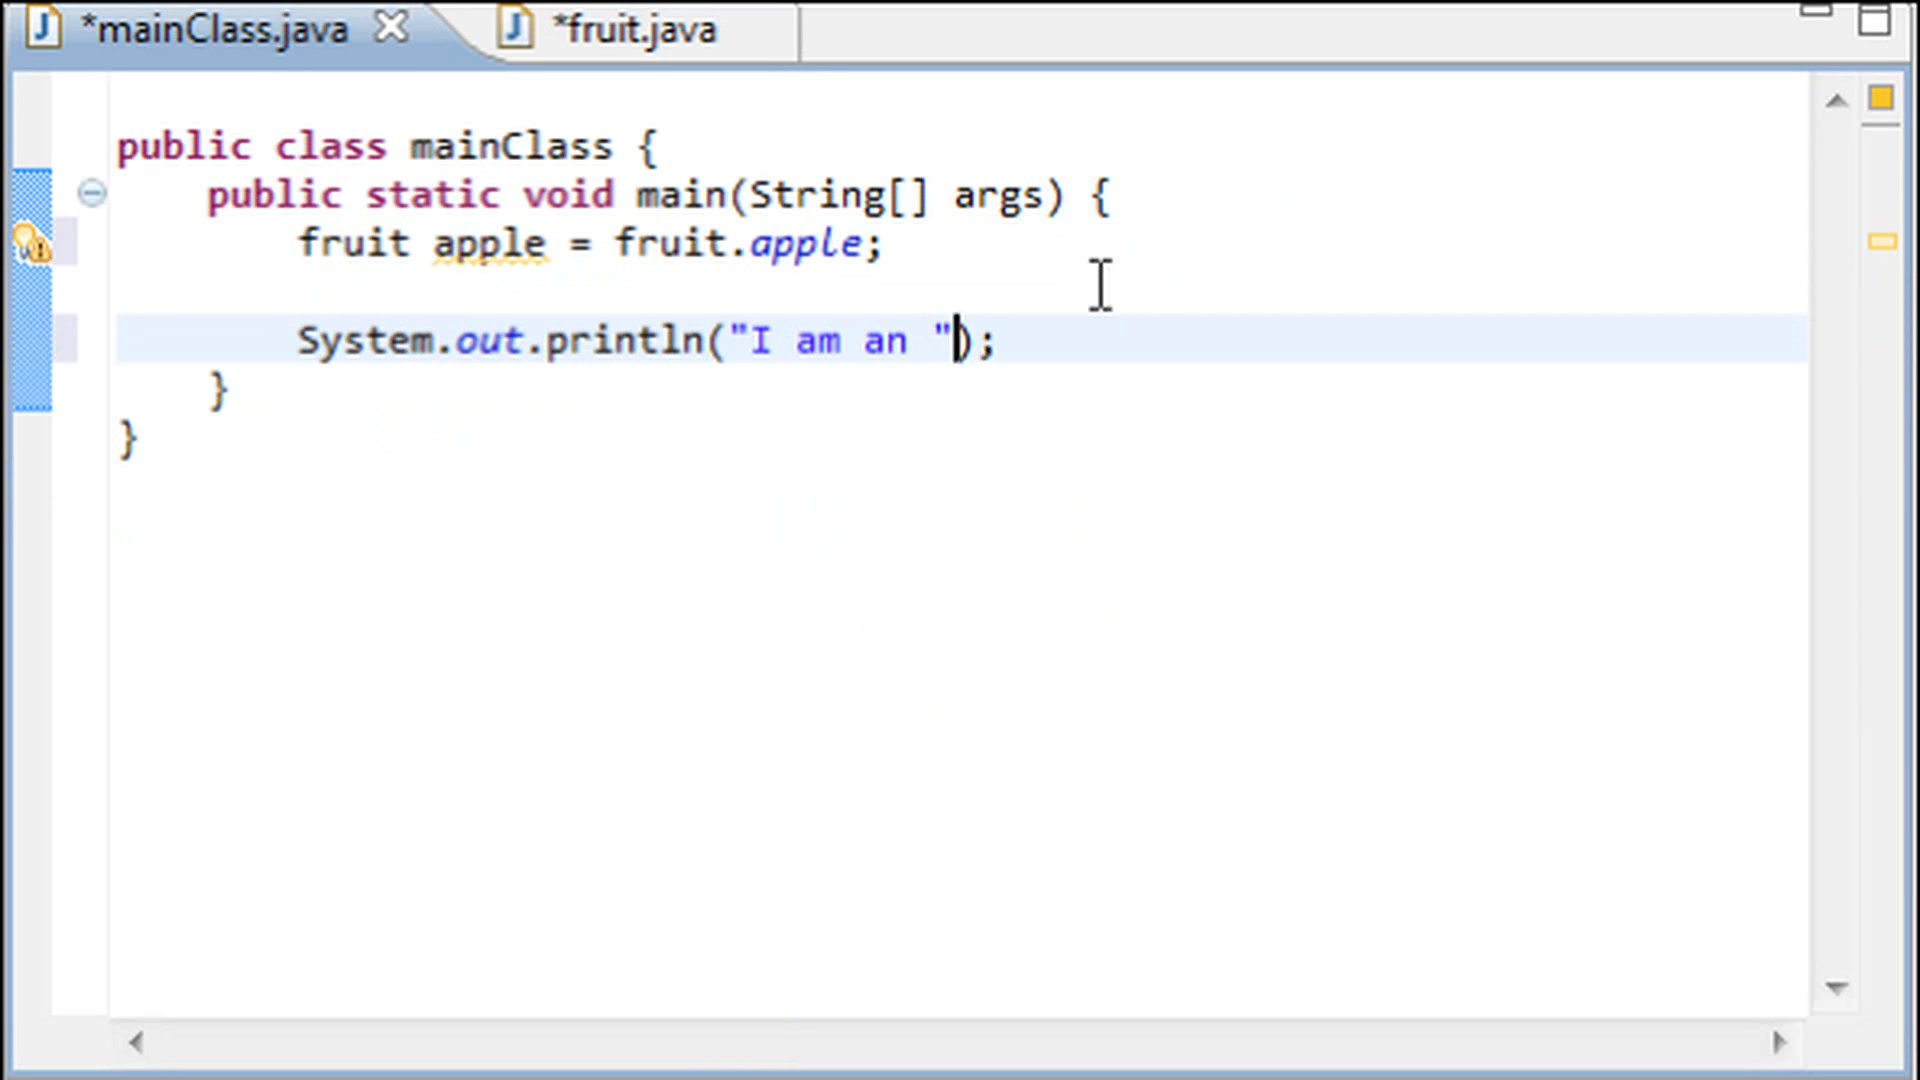 *mainClass.java
*fruit.java
public class mainClass {
public static void main(String[] args) {
fruit apple = fruit.apple;
System.out.println("I am an ");
}
}